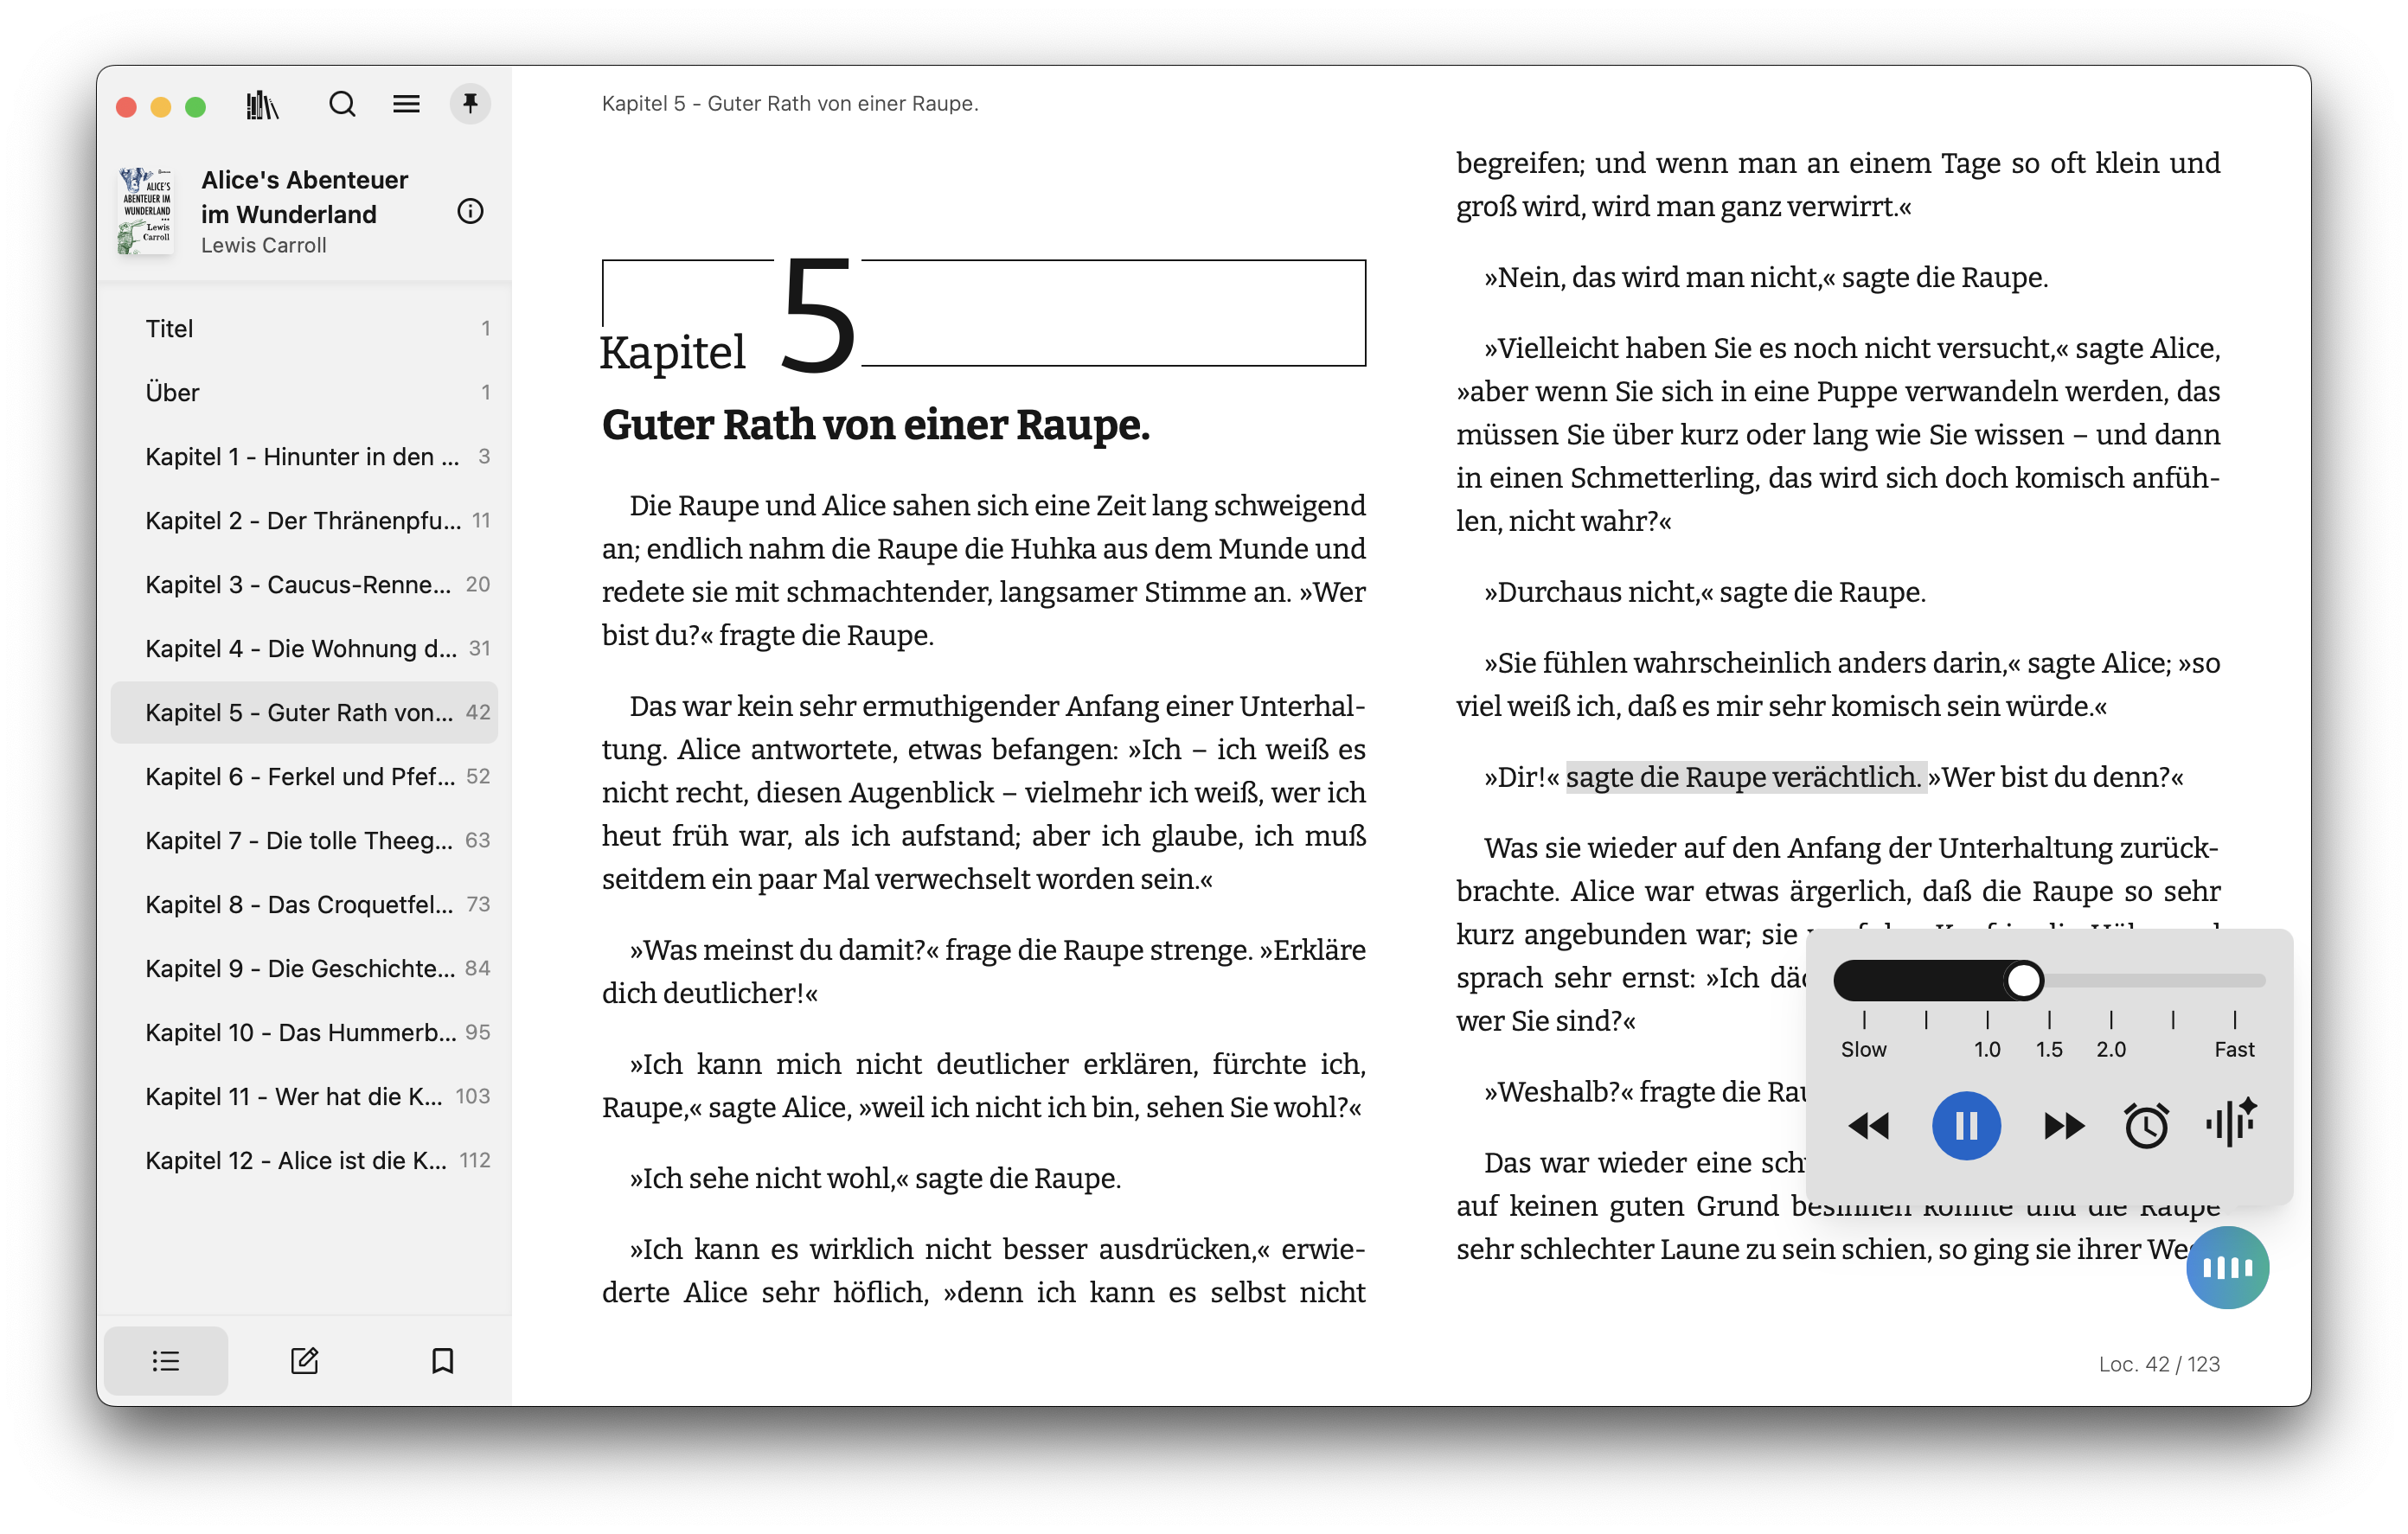 Alice's Abenteuer
im Wunderland
Lewis Carroll
ALICE'S
ABENTEUER IM
WUNDERLAND
Lewis
Carroll
Titel 1
Über 1
Kapitel 1 - Hinunter in den ... 3
Kapitel 2 - Der Thränenpfu... 11
Kapitel 3 - Caucus-Renne... 20
Kapitel 4 - Die Wohnung d... 31
Kapitel 5 - Guter Rath von... 42
Kapitel 6 - Ferkel und Pfef... 52
Kapitel 7 - Die tolle Theeg... 63
Kapitel 8 - Das Croquetfel... 73
Kapitel 9 - Die Geschichte... 84
Kapitel 10 - Das Hummerb... 95
Kapitel 11 - Wer hat die K... 103
Kapitel 12 - Alice ist die K... 112
Kapitel 5 - Guter Rath von einer Raupe.
Kapitel 5
Guter Rath von einer Raupe.
Die Raupe und Alice sahen sich eine Zeit lang schweigend
an; endlich nahm die Raupe die Huhka aus dem Munde und
redete sie mit schmachtender, langsamer Stimme an. »Wer
bist du?« fragte die Raupe.
Das war kein sehr ermuthigender Anfang einer Unterhal-
tung. Alice antwortete, etwas befangen: »Ich – ich weiß es
nicht recht, diesen Augenblick – vielmehr ich weiß, wer ich
heut früh war, als ich aufstand; aber ich glaube, ich muß
seitdem ein paar Mal verwechselt worden sein.«
»Was meinst du damit?« frage die Raupe strenge. »Erkläre
dich deutlicher!«
»Ich kann mich nicht deutlicher erklären, fürchte ich,
Raupe,« sagte Alice, »weil ich nicht ich bin, sehen Sie wohl?«
»Ich sehe nicht wohl,« sagte die Raupe.
»Ich kann es wirklich nicht besser ausdrücken,« erwie-
derte Alice sehr höflich, »denn ich kann es selbst nicht
begreifen; und wenn man an einem Tage so oft klein und
groß wird, wird man ganz verwirrt.«
»Nein, das wird man nicht,« sagte die Raupe.
»Vielleicht haben Sie es noch nicht versucht,« sagte Alice,
»aber wenn Sie sich in eine Puppe verwandeln werden, das
müssen Sie über kurz oder lang wie Sie wissen – und dann
in einen Schmetterling, das wird sich doch komisch anfüh-
len, nicht wahr?«
»Durchaus nicht,« sagte die Raupe.
»Sie fühlen wahrscheinlich anders darin,« sagte Alice; »so
viel weiß ich, daß es mir sehr komisch sein würde.«
»Dir!« sagte die Raupe verächtlich. »Wer bist du denn?«
Was sie wieder auf den Anfang der Unterhaltung zurück-
brachte. Alice war etwas ärgerlich, daß die Raupe so sehr
kurz angebunden war; sie
sprach sehr ernst: »Ich
wer Sie sind?«
»Weshalb?« fragte die
Das war wieder eine
auf keinen guten Grund besinnen konnte und die Raupe
sehr schlechter Laune zu sein schien, so ging sie ihrer
Slow 1.0 1.5 2.0 Fast
Loc. 42 / 123